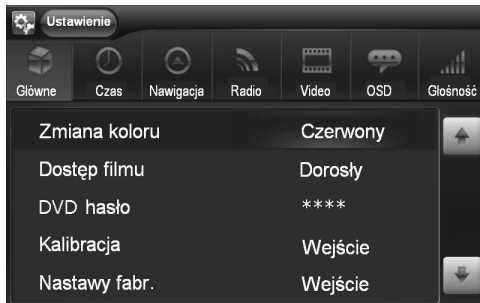 Ustawienie
Główne Czas Nawigacja Radio Video OSD Głośność
Zmiana koloru Czerwony
Dostęp filmu Dorosły
DVD hasło ****
Kalibracja Wejście
Nastawy fabr. Wejście